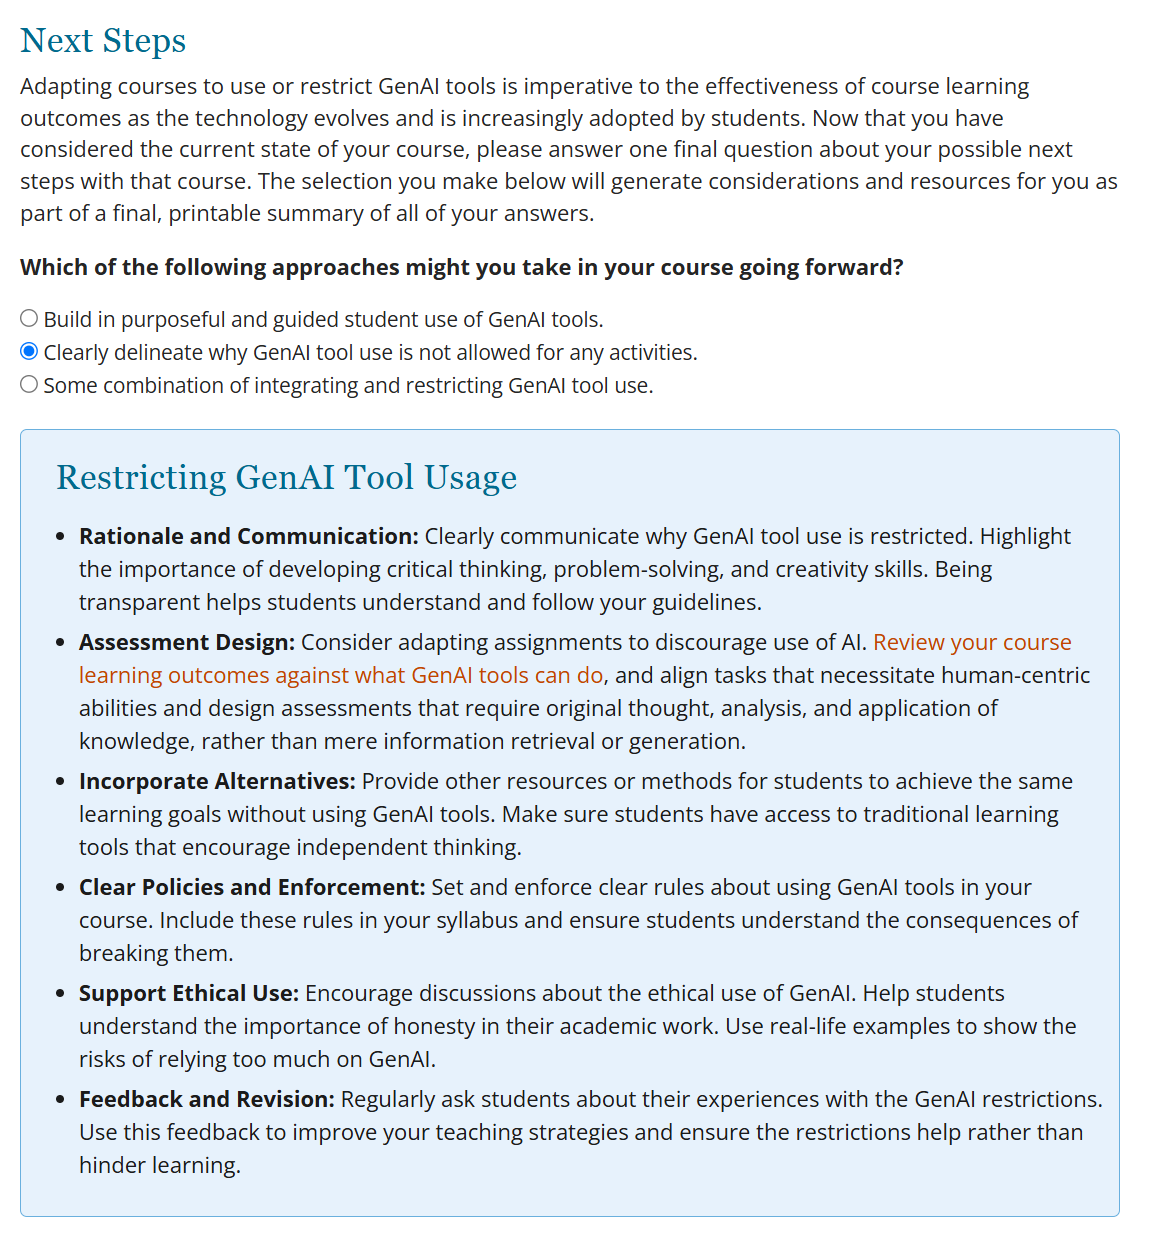 Next Steps
Adapting courses to use or restrict GenAI tools is imperative to the effectiveness of course learning
outcomes as the technology evolves and is increasingly adopted by students. Now that you have
considered the current state of your course, please answer one final question about your possible next
steps with that course. The selection you make below will generate considerations and resources for you as
part of a final, printable summary of all of your answers.
Which of the following approaches might you take in your course going forward?
Build in purposeful and guided student use of GenAI tools.
Clearly delineate why GenAI tool use is not allowed for any activities.
Some combination of integrating and restricting GenAI tool use.
Restricting GenAI Tool Usage
• Rationale and Communication: Clearly communicate why GenAI tool use is restricted. Highlight
the importance of developing critical thinking, problem-solving, and creativity skills. Being
transparent helps students understand and follow your guidelines.
• Assessment Design: Consider adapting assignments to discourage use of AI. Review your course
learning outcomes against what GenAI tools can do, and align tasks that necessitate human-centric
abilities and design assessments that require original thought, analysis, and application of
knowledge, rather than mere information retrieval or generation.
• Incorporate Alternatives: Provide other resources or methods for students to achieve the same
learning goals without using GenAI tools. Make sure students have access to traditional learning
tools that encourage independent thinking.
• Clear Policies and Enforcement: Set and enforce clear rules about using GenAI tools in your
course. Include these rules in your syllabus and ensure students understand the consequences of
breaking them.
• Support Ethical Use: Encourage discussions about the ethical use of GenAI. Help students
understand the importance of honesty in their academic work. Use real-life examples to show the
risks of relying too much on GenAI.
• Feedback and Revision: Regularly ask students about their experiences with the GenAI restrictions.
Use this feedback to improve your teaching strategies and ensure the restrictions help rather than
hinder learning.